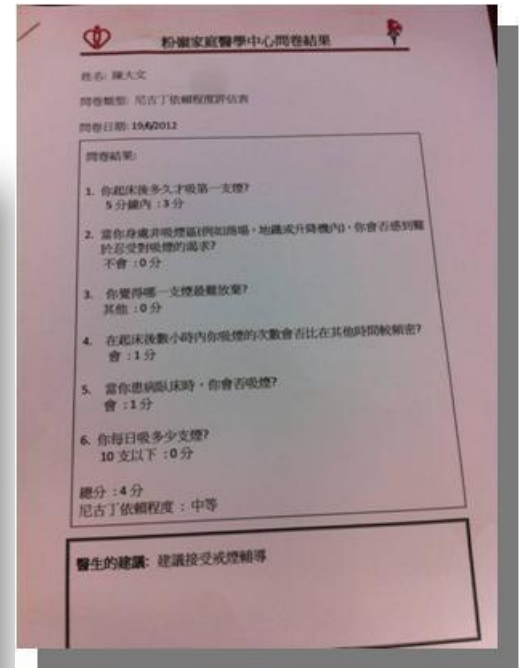 粉嶺家庭醫學中心問卷結果
姓名: 陳大文
問卷類型: 尼古丁依賴程度評估表
問卷日期: 19/6/2012
問卷結果:
1. 你起床後多久才吸第一支煙?
5 分鐘內 : 3 分
2. 當你身處非吸煙區(例如商場，地鐵或升降機內)，你會否感到難
於忍受對吸煙的渴求?
不會 : 0 分
3. 你覺得哪一支煙最難放棄?
其他 : 0 分
4. 在起床後數小時內你吸煙的次數會否比在其他時間較頻密?
會 : 1 分
5. 當你患病臥床時，你會否吸煙?
會 : 1 分
6. 你每日吸多少支煙?
10 支以下 : 0 分
總分 : 4 分
尼古丁依賴程度 : 中等
醫生的建議: 建議接受戒煙輔導